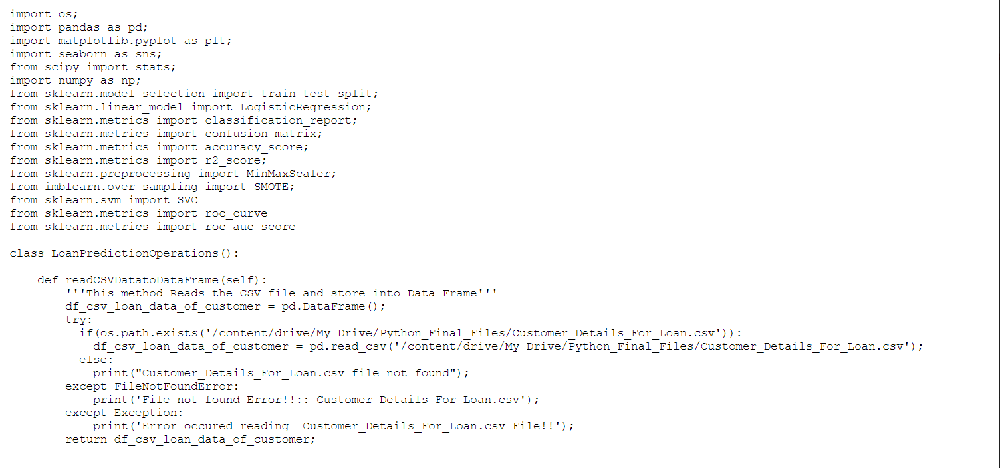 import os;
import pandas as pd;
import matplotlib.pyplot as plt;
import seaborn as sns;
from scipy import stats;
import numpy as np;
from sklearn.model_selection import train_test_split;
from sklearn.linear_model import LogisticRegression;
from sklearn.metrics import classification_report;
from sklearn.metrics import confusion_matrix;
from sklearn.metrics import accuracy_score;
from sklearn.metrics import r2_score;
from sklearn.preprocessing import MinMaxScaler;
from imblearn.over_sampling import SMOTE;
from sklearn.svm import SVC
from sklearn.metrics import roc_curve
from sklearn.metrics import roc_auc_score

class LoanPredictionOperations():

    def readCSVDatatoDataFrame(self):
        '''This method Reads the CSV file and store into Data Frame'''
        df_csv_loan_data_of_customer = pd.DataFrame();
        try:
          if(os.path.exists('/content/drive/My Drive/Python_Final_Files/Customer_Details_For_Loan.csv')):
            df_csv_loan_data_of_customer = pd.read_csv('/content/drive/My Drive/Python_Final_Files/Customer_Details_For_Loan.csv');
          else:
            print("Customer_Details_For_Loan.csv file not found");
        except FileNotFoundError:
            print('File not found Error!!:: Customer_Details_For_Loan.csv');
        except Exception:
            print('Error occured reading  Customer_Details_For_Loan.csv File!!');
        return df_csv_loan_data_of_customer;